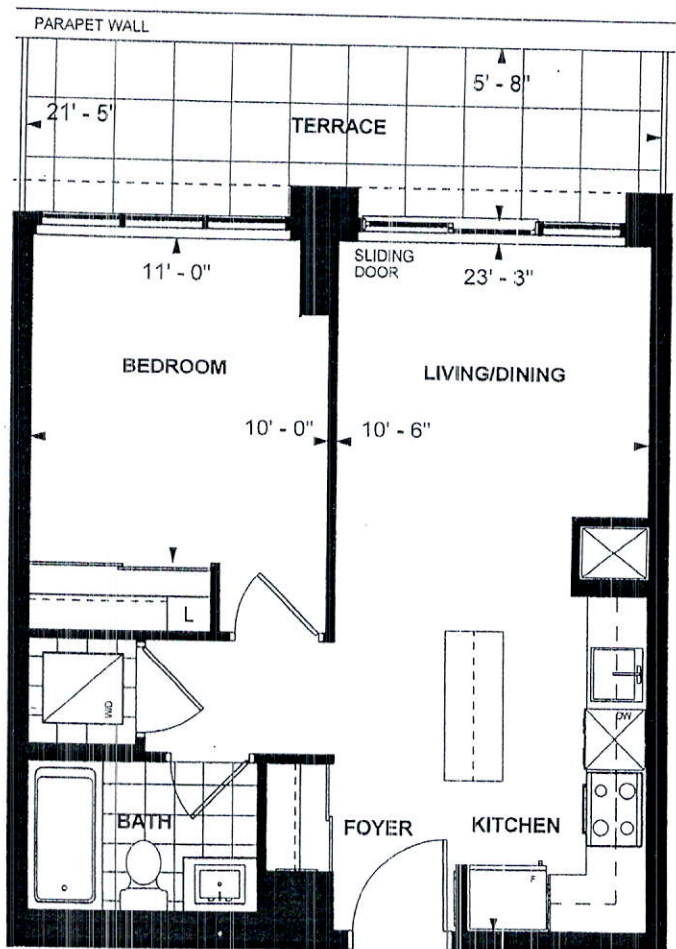 PARAPET WALL
5' - 8"
21' - 5'
TERRACE
SLIDING
DOOR
11' - 0"
23' - 3"
BEDROOM
LIVING/DINING
10' - 0"
10' - 6"
L
W/D
DW
BATH
FOYER
KITCHEN
F